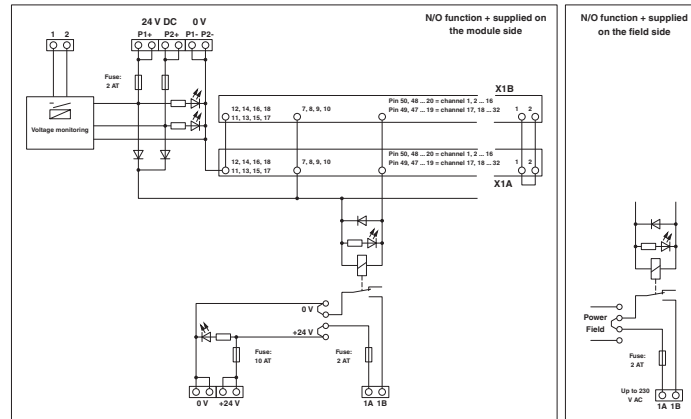 N/O function + supplied on
the module side
24 V DC 0 V
1 2 P1+ P2+ P1- P2-
Fuse:
2 AT
Voltage monitoring
X1B
12, 14, 16, 18
11, 13, 15, 17
7, 8, 9, 10
Pin 50, 48 ... 20 = channel 1, 2 ... 16
Pin 49, 47 ... 19 = channel 17, 18 ... 32
1 2
12, 14, 16, 18
11, 13, 15, 17
7, 8, 9, 10
Pin 50, 48 ... 20 = channel 1, 2 ... 16
Pin 49, 47 ... 19 = channel 17, 18 ... 32
1 2
X1A
0 V
+24 V
Fuse:
10 AT
Fuse:
2 AT
0 V +24 V
1A 1B
N/O function + supplied
on the field side
Power
Field
Fuse:
2 AT
Up to 230
V AC
1A 1B